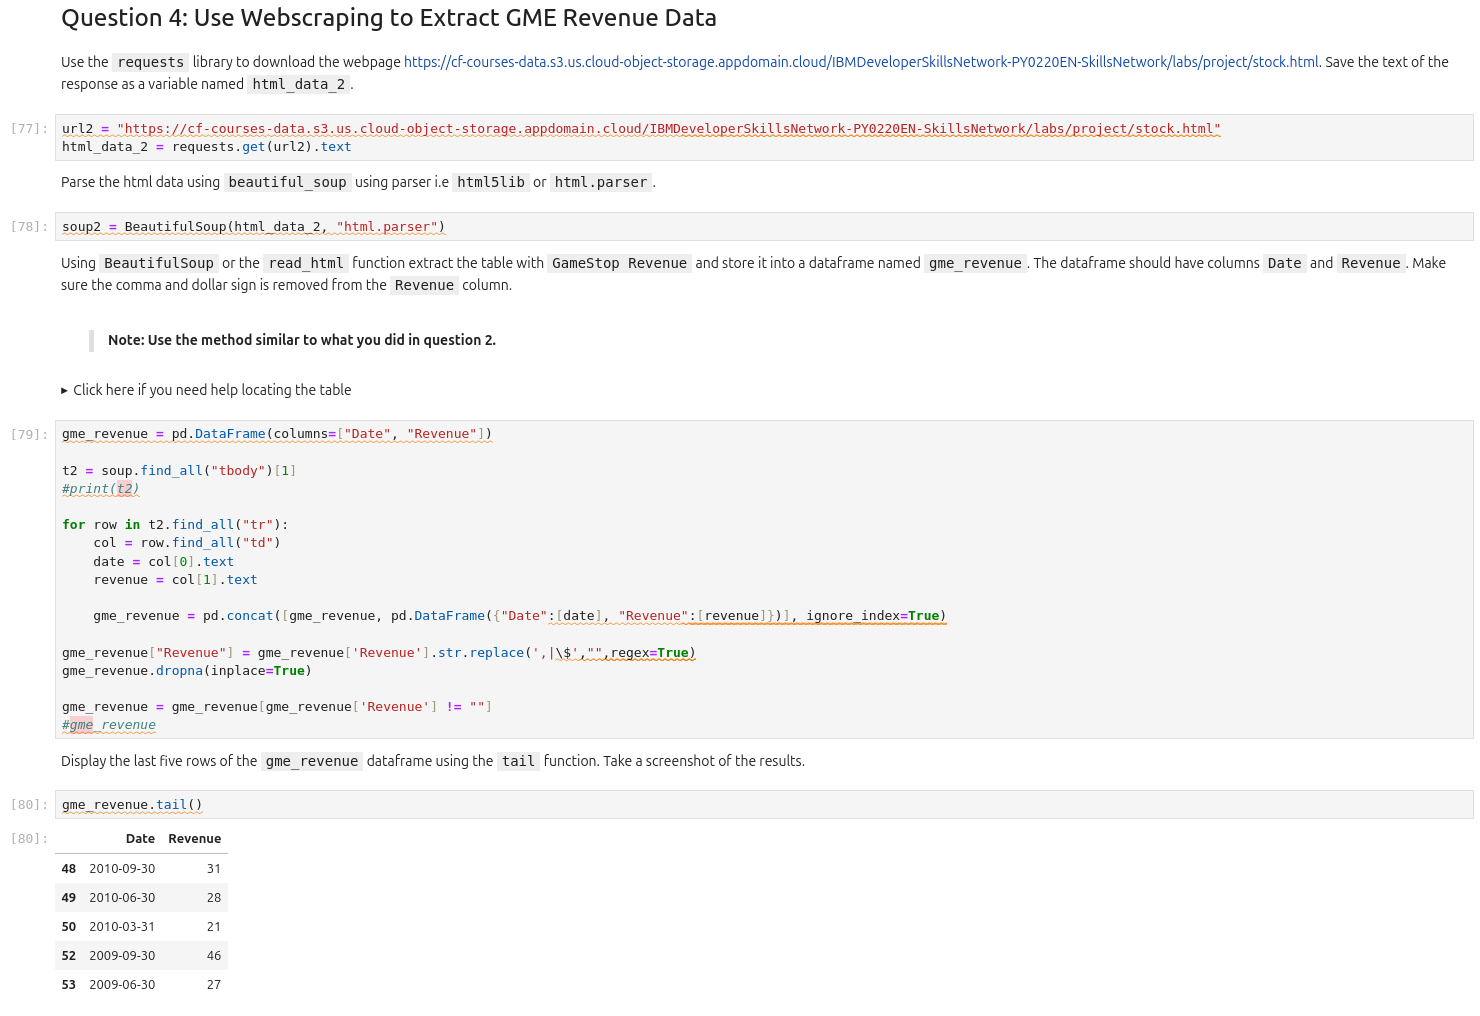 Question 4: Use Webscraping to Extract GME Revenue Data
Use the requests library to download the webpage https://cf-courses-data.s3.us.cloud-object-storage.appdomain.cloud/IBMDeveloperSkillsNetwork-PY0220EN-SkillsNetwork/labs/project/stock.html. Save the text of the
response as a variable named html_data_2 .
[77]: url2 = "https://cf-courses-data.s3.us.cloud-object-storage.appdomain.cloud/IBMDeveloperSkillsNetwork-PY0220EN-SkillsNetwork/labs/project/stock.html"
html_data_2 = requests.get(url2).text
Parse the html data using beautiful_soup using parser i.e html5lib or html.parser .
[78]: soup2 = BeautifulSoup(html_data_2, "html.parser")
Using BeautifulSoup or the read_html function extract the table with GameStop Revenue and store it into a dataframe named gme_revenue . The dataframe should have columns Date and Revenue . Make
sure the comma and dollar sign is removed from the Revenue column.
Note: Use the method similar to what you did in question 2.
▸ Click here if you need help locating the table
[79]: gme_revenue = pd.DataFrame(columns=["Date", "Revenue"])
t2 = soup.find_all("tbody")[1]
#print(t2)
for row in t2.find_all("tr"):
    col = row.find_all("td")
    date = col[0].text
    revenue = col[1].text
    gme_revenue = pd.concat([gme_revenue, pd.DataFrame({"Date":[date], "Revenue":[revenue]})], ignore_index=True)
gme_revenue["Revenue"] = gme_revenue['Revenue'].str.replace(',|\$',"",regex=True)
gme_revenue.dropna(inplace=True)
gme_revenue = gme_revenue[gme_revenue['Revenue'] != ""]
#gme_revenue
Display the last five rows of the gme_revenue dataframe using the tail function. Take a screenshot of the results.
[80]: gme_revenue.tail()
[80]: Date Revenue
48 2010-09-30 31
49 2010-06-30 28
50 2010-03-31 21
52 2009-09-30 46
53 2009-06-30 27